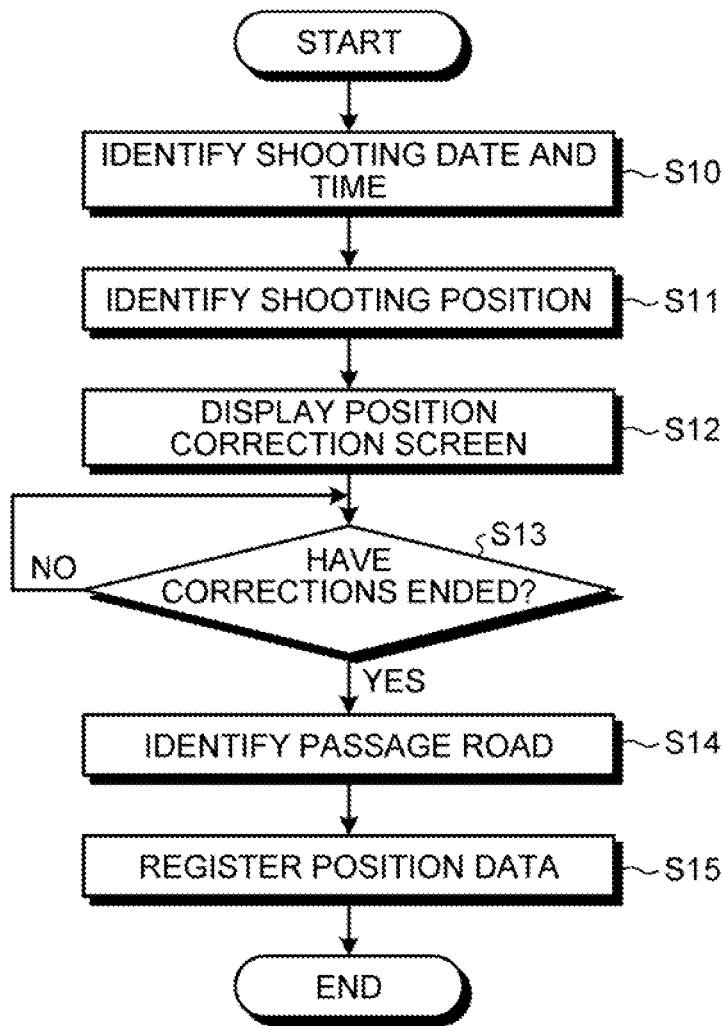 START
IDENTIFY SHOOTING DATE AND
TIME
S10
IDENTIFY SHOOTING POSITION
S11
DISPLAY POSITION
CORRECTION SCREEN
S12
S13
HAVE
CORRECTIONS ENDED?
NO
YES
IDENTIFY PASSAGE ROAD
S14
REGISTER POSITION DATA
S15
END